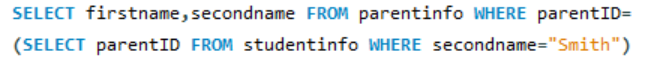 SELECT firstname,secondname FROM parentinfo WHERE parentID=
(SELECT parentID FROM studentinfo WHERE secondname="Smith")